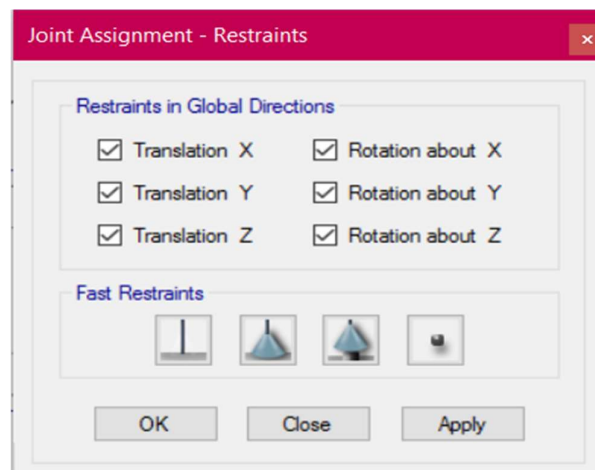 Joint Assignment - Restraints
Restraints in Global Directions
Translation X Rotation about X
Translation Y Rotation about Y
Translation Z Rotation about Z
Fast Restraints
OK Close Apply